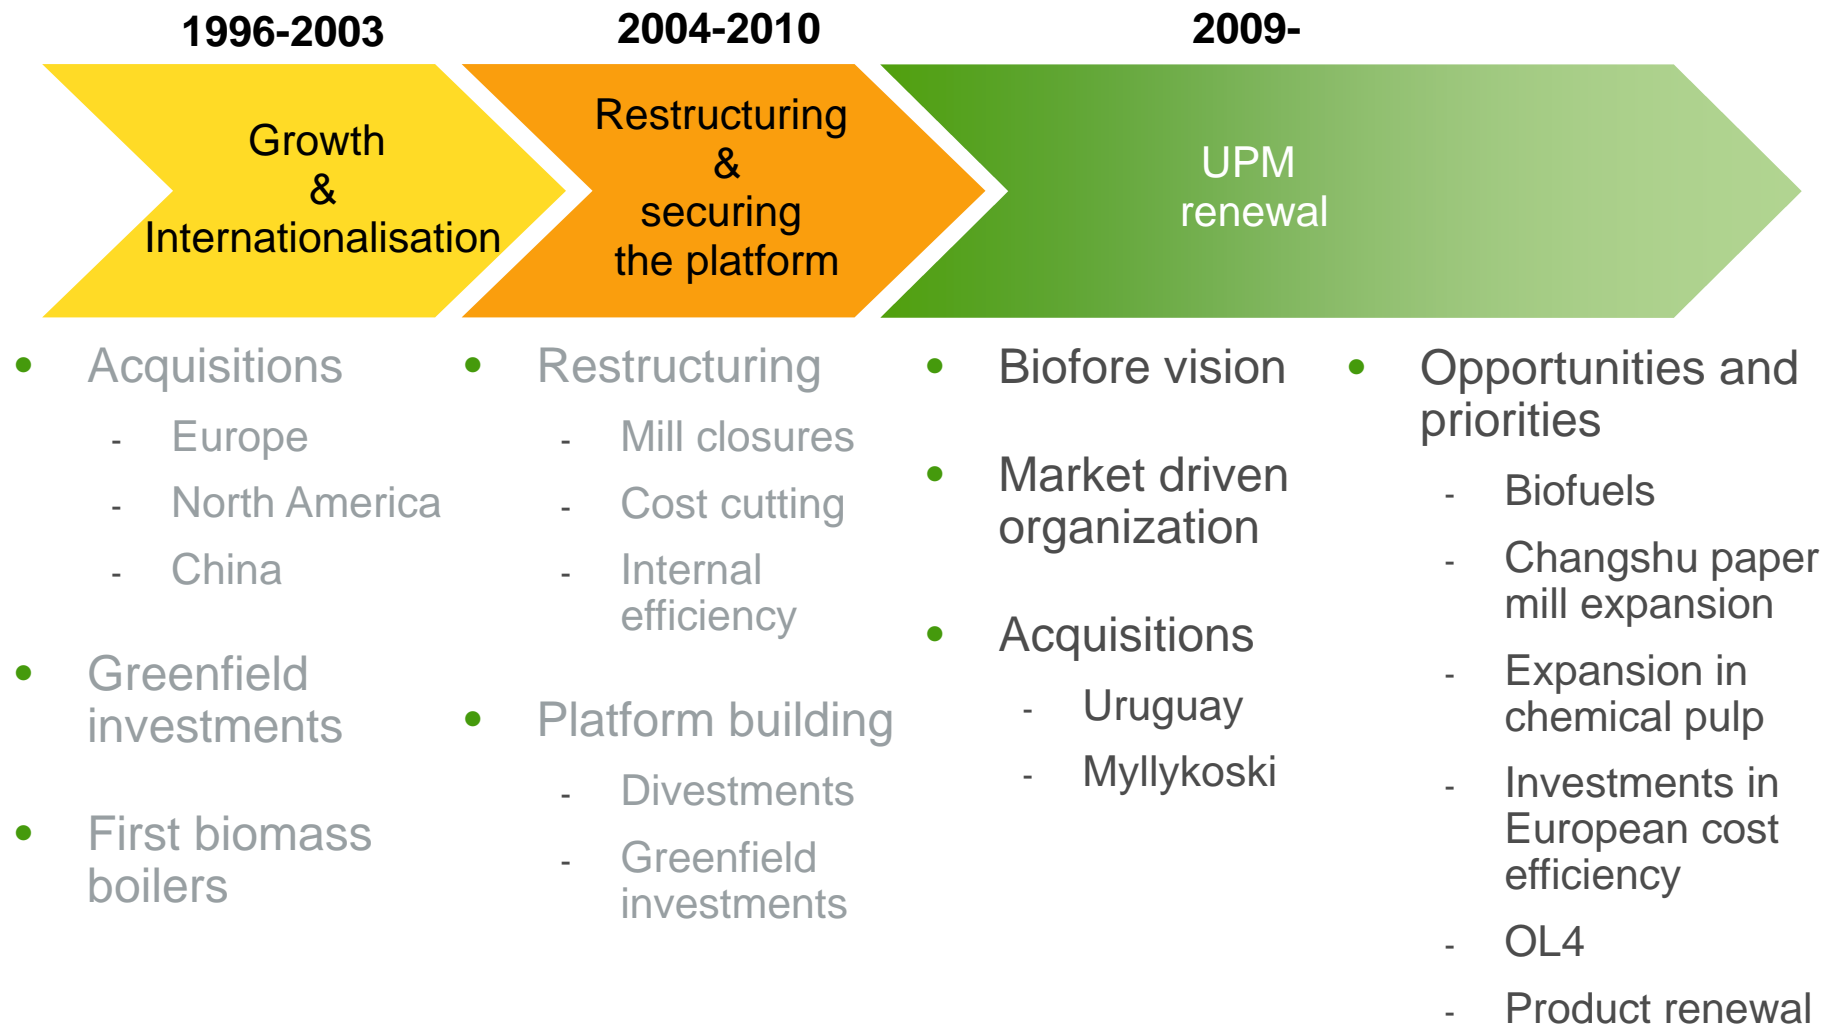 1996-2003
2004-2010
2009-
Growth
&
Internationalisation
Restructuring
&
securing
the platform
UPM
renewal
• Acquisitions
- Europe
- North America
- China
• Greenfield
investments
• First biomass
boilers
• Restructuring
- Mill closures
- Cost cutting
- Internal
efficiency
• Platform building
- Divestments
- Greenfield
investments
• Biofore vision
• Market driven
organization
• Acquisitions
- Uruguay
- Myllykoski
• Opportunities and
priorities
- Biofuels
- Changshu paper
mill expansion
- Expansion in
chemical pulp
- Investments in
European cost
efficiency
- OL4
- Product renewal